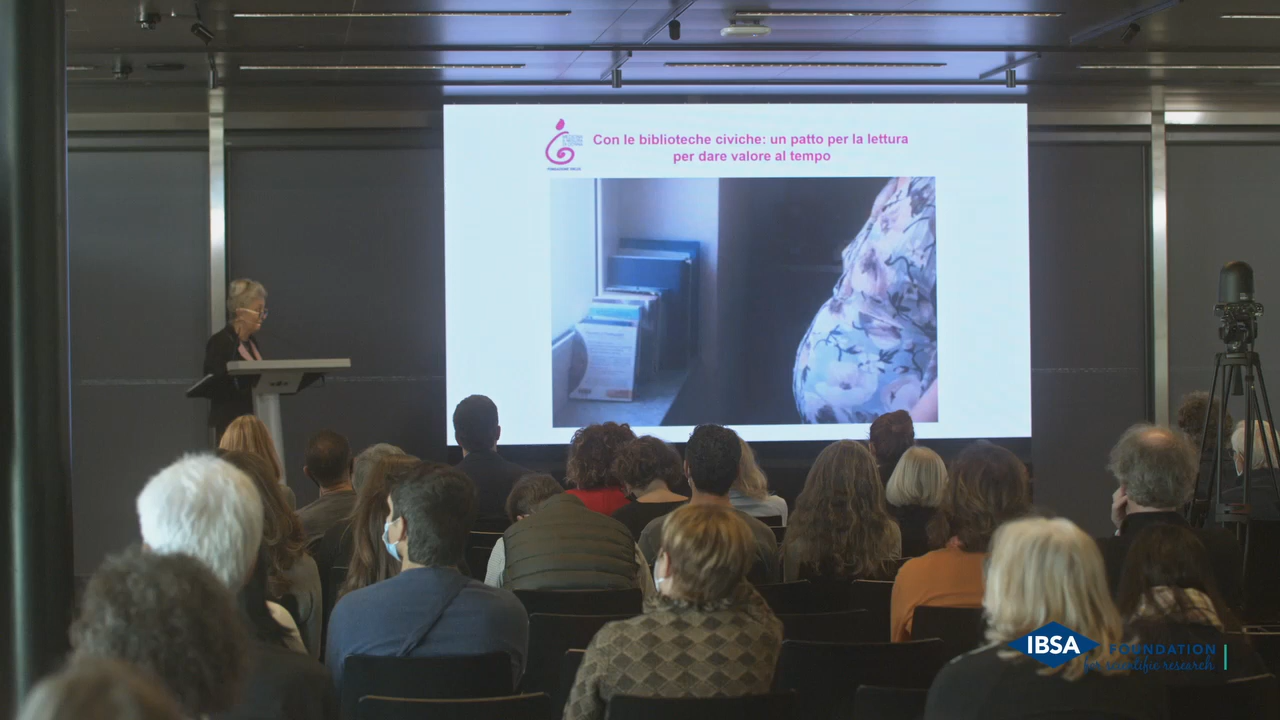 Con le biblioteche civiche: un patto per la lettura
per dare valore al tempo
IBSA
FOUNDATION
for scientific research